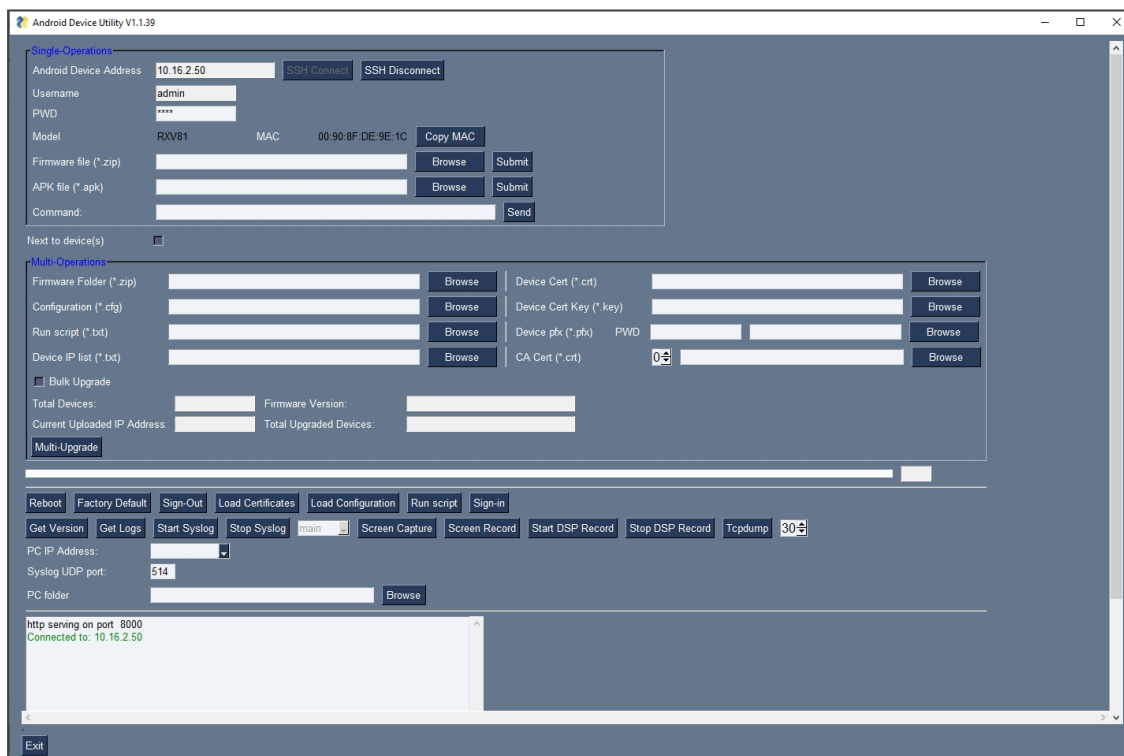 Android Device Utility V1.1.39
Single-Operations
Android Device Address 10.16.2.50 SSH Connect SSH Disconnect
Username admin
PWD ****
Model RXV81 MAC 00:90:8F:DE:9E:1C Copy MAC
Firmware file (*.zip) Browse Submit
APK file (*.apk) Browse Submit
Command: Send
Next to device(s)
Multi-Operations
Firmware Folder (*.zip) Browse Device Cert (*.crt) Browse
Configuration (*.cfg) Browse Device Cert Key (*.key) Browse
Run script (*.txt) Browse Device pfx (*.pfx) PWD Browse
Device IP list (*.txt) Browse CA Cert (*.crt) 0 Browse
Bulk Upgrade
Total Devices: Firmware Version:
Current Uploaded IP Address: Total Upgraded Devices:
Multi-Upgrade
Reboot Factory Default Sign-Out Load Certificates Load Configuration Run script Sign-in
Get Version Get Logs Start Syslog Stop Syslog main Screen Capture Screen Record Start DSP Record Stop DSP Record Tcpdump 30
PC IP Address:
Syslog UDP port: 514
PC folder Browse
http serving on port 8000
Connected to: 10.16.2.50
Exit